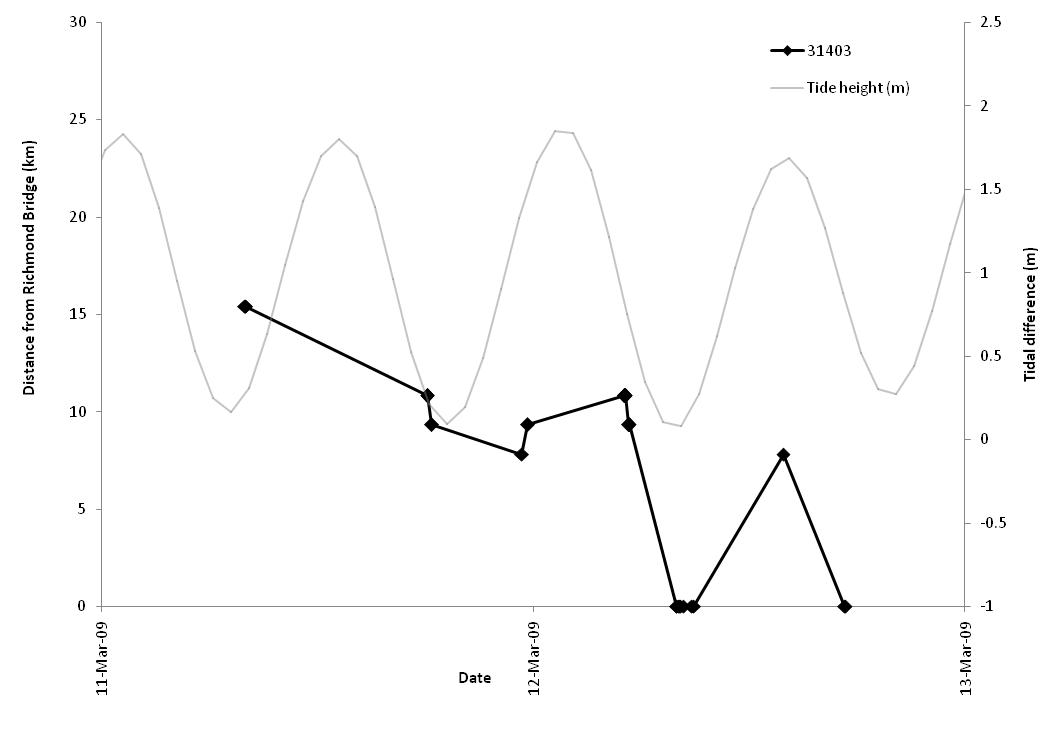 30
25
20
15
10
5
0
Distance from Richmond Bridge (km)
2.5
2
1.5
1
0.5
0
-0.5
-1
Tidal difference (m)
31403
Tide height (m)
11-Mar-09
12-Mar-09
13-Mar-09
Date